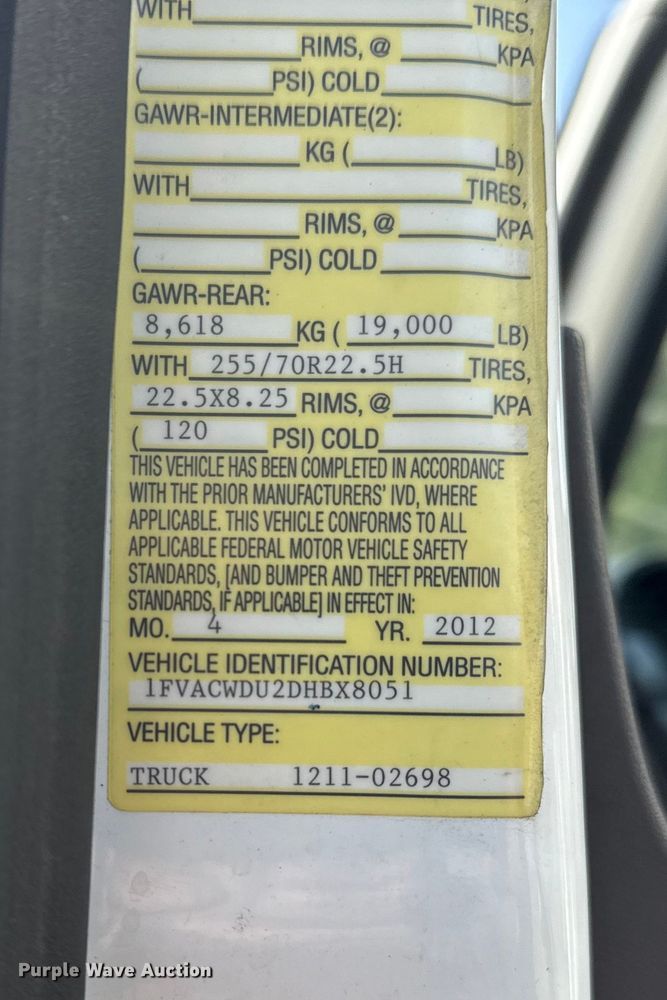 WITH TIRES,
RIMS, @ KPA
( PSI) COLD
GAWR-INTERMEDIATE(2):
KG ( LB)
WITH TIRES,
RIMS, @ KPA
( PSI) COLD
GAWR-REAR:
8,618 KG ( 19,000 LB)
WITH 255/70R22.5H TIRES,
22.5X8.25 RIMS, @ KPA
( 120 PSI) COLD
THIS VEHICLE HAS BEEN COMPLETED IN ACCORDANCE
WITH THE PRIOR MANUFACTURERS' IVD, WHERE
APPLICABLE. THIS VEHICLE CONFORMS TO ALL
APPLICABLE FEDERAL MOTOR VEHICLE SAFETY
STANDARDS, [AND BUMPER AND THEFT PREVENTION
STANDARDS, IF APPLICABLE] IN EFFECT IN:
MO. 4 YR. 2012
VEHICLE IDENTIFICATION NUMBER:
1FVACWDU2DHBX8051
VEHICLE TYPE:
TRUCK 1211-02698
Purple Wave Auction